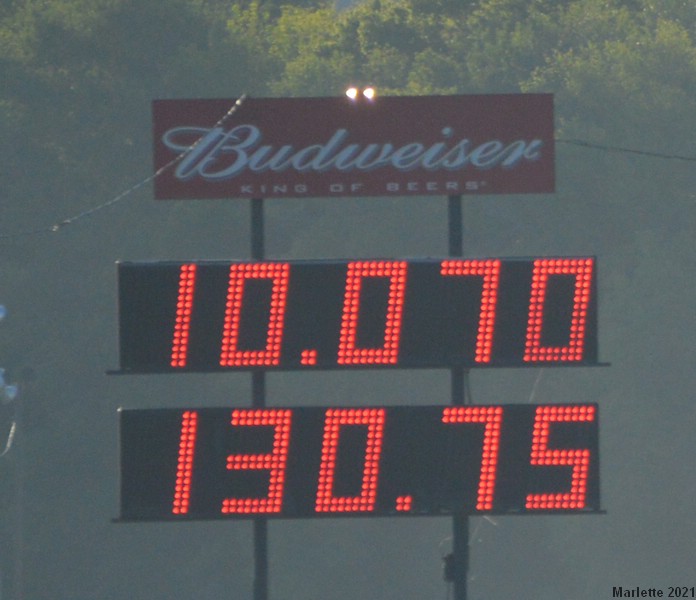 Budweiser
KING OF BEERS
10.070
130.75
Marlette 2021